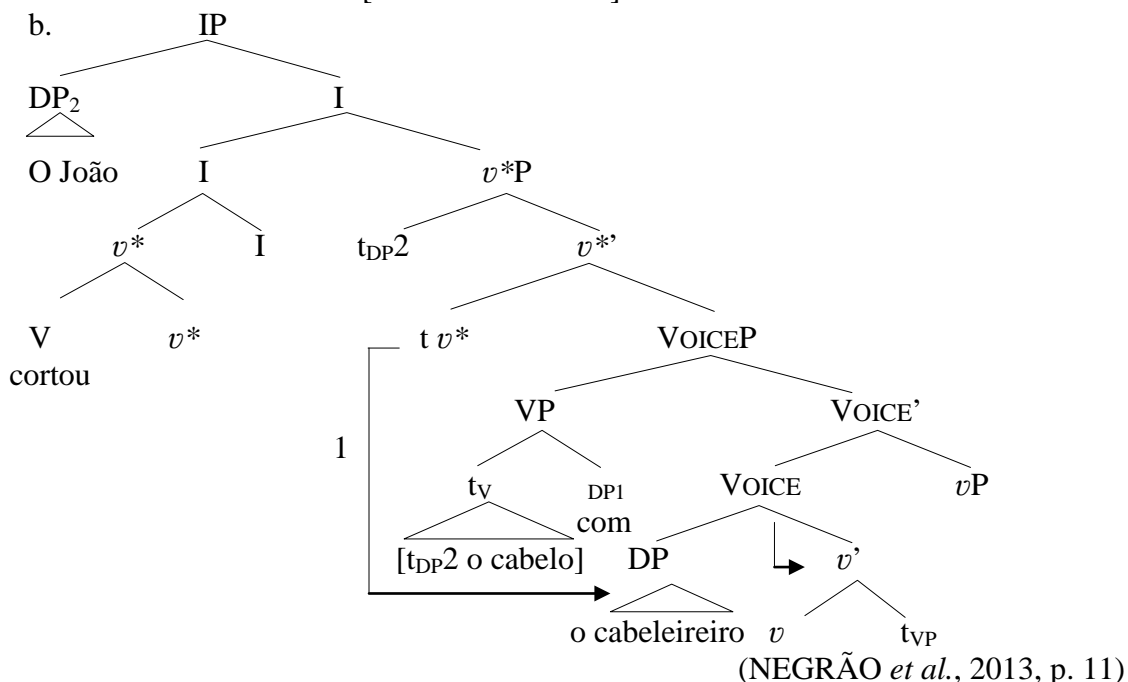 b. IP
DP2 I
O João I v*P
v* I tDP2 v*’
V v* t v* VOICEP
cortou
VP VOICE’
1
tV DP1 VOICE vP
com
[tDP2 o cabelo] DP v’
o cabeleireiro v tVP
(NEGRÃO et al., 2013, p. 11)